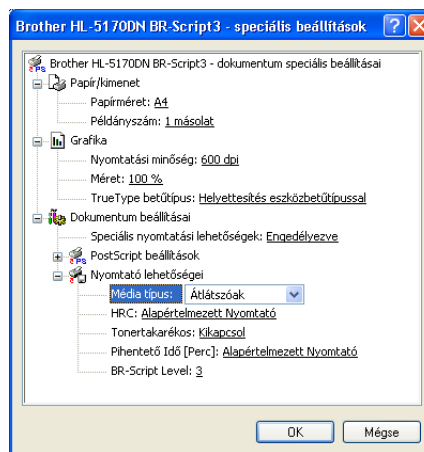 Brother HL-5170DN BR-Script3 - speciális beállítások
Brother HL-5170DN BR-Script3 - dokumentum speciális beállításai
Papír/kimenet
Papírméret: A4
Példányszám: 1 másolat
Grafika
Nyomtatási minőség: 600 dpi
Méret: 100 %
TrueType betűtípus: Helyettesítés eszközbetűtípussal
Dokumentum beállításai
Speciális nyomtatási lehetőségek: Engedélyezve
PostScript beállítások
Nyomtató lehetőségei
Média típus: Átlátszóak
HRC: Alapértelmezett Nyomtató
Tonertakarékos: Kikapcsol
Pihentető Idő [Perc]: Alapértelmezett Nyomtató
BR-Script Level: 3
OK Mégse